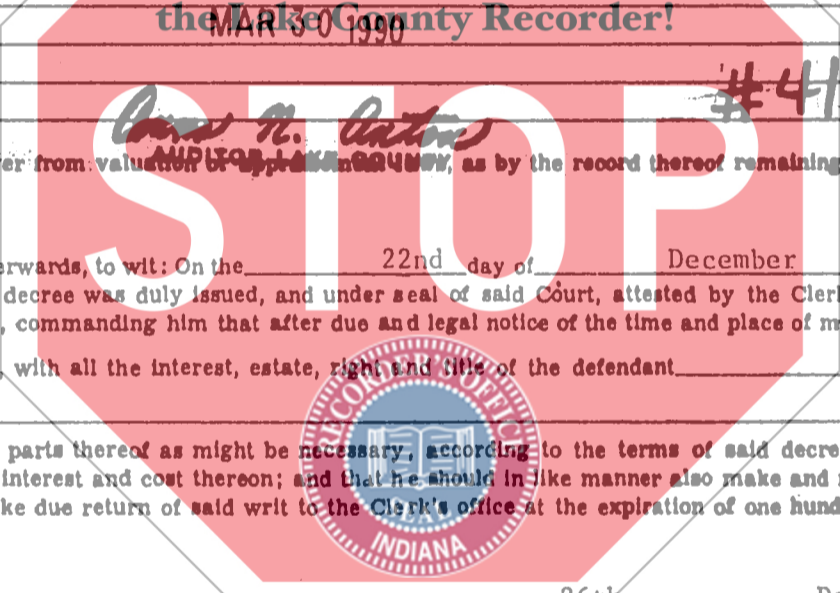 the Lake County Recorder!
MAR 30 1990
#41
STOP
Anna N. Anton
AUDITOR LAKE COUNTY
er from valuation or appraisement laws, as by the record thereof remaining
erwards, to wit: On the 22nd day of December
decree was duly issued, and under seal of said Court, attested by the Cler
, commanding him that after due and legal notice of the time and place of m
, with all the interest, estate, right and title of the defendant
RECORDER'S OFFICE
parts thereof as might be necessary, according to the terms of said decre
interest and cost thereon; and that he should in like manner also make and
ke due return of said writ to the Clerk's office at the expiration of one hund
INDIANA